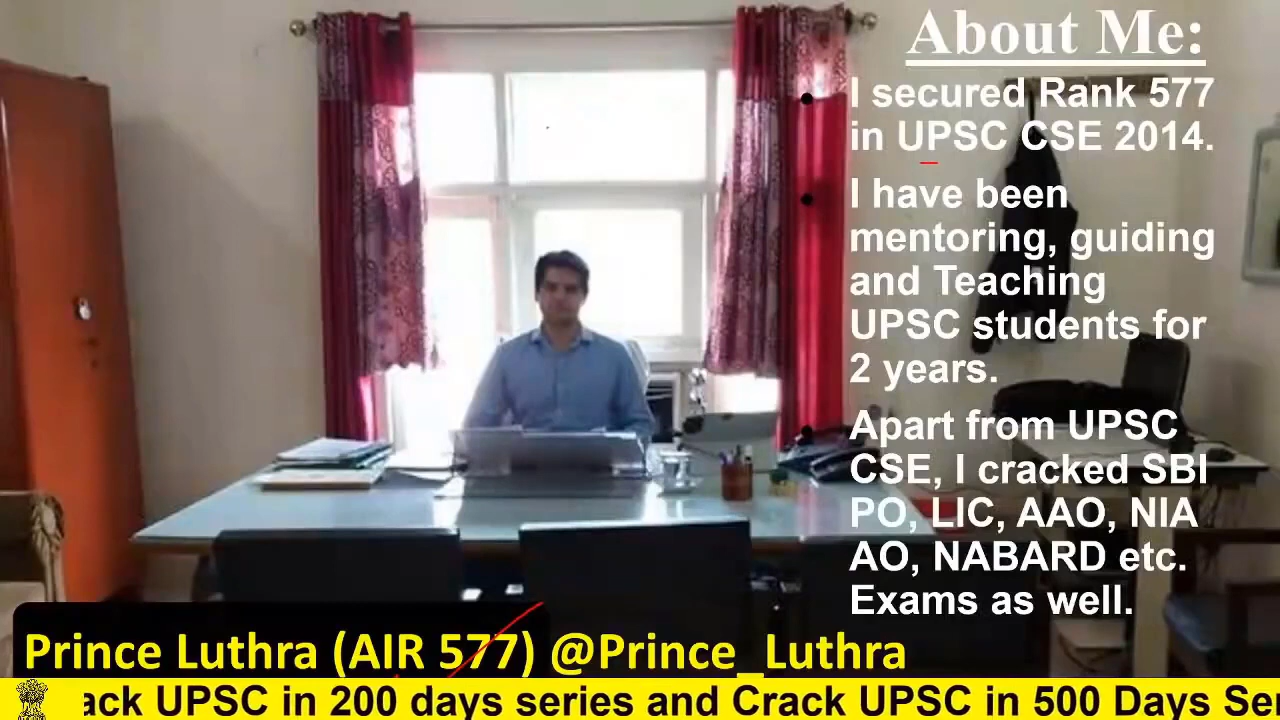 About Me:
I secured Rank 577
in UPSC CSE 2014.
I have been
mentoring, guiding
and Teaching
UPSC students for
2 years.
Apart from UPSC
CSE, I cracked SBI
PO, LIC, AAO, NIA
AO, NABARD etc.
Exams as well.
Prince Luthra (AIR 577) @Prince_Luthra
ack UPSC in 200 days series and Crack UPSC in 500 Days Se